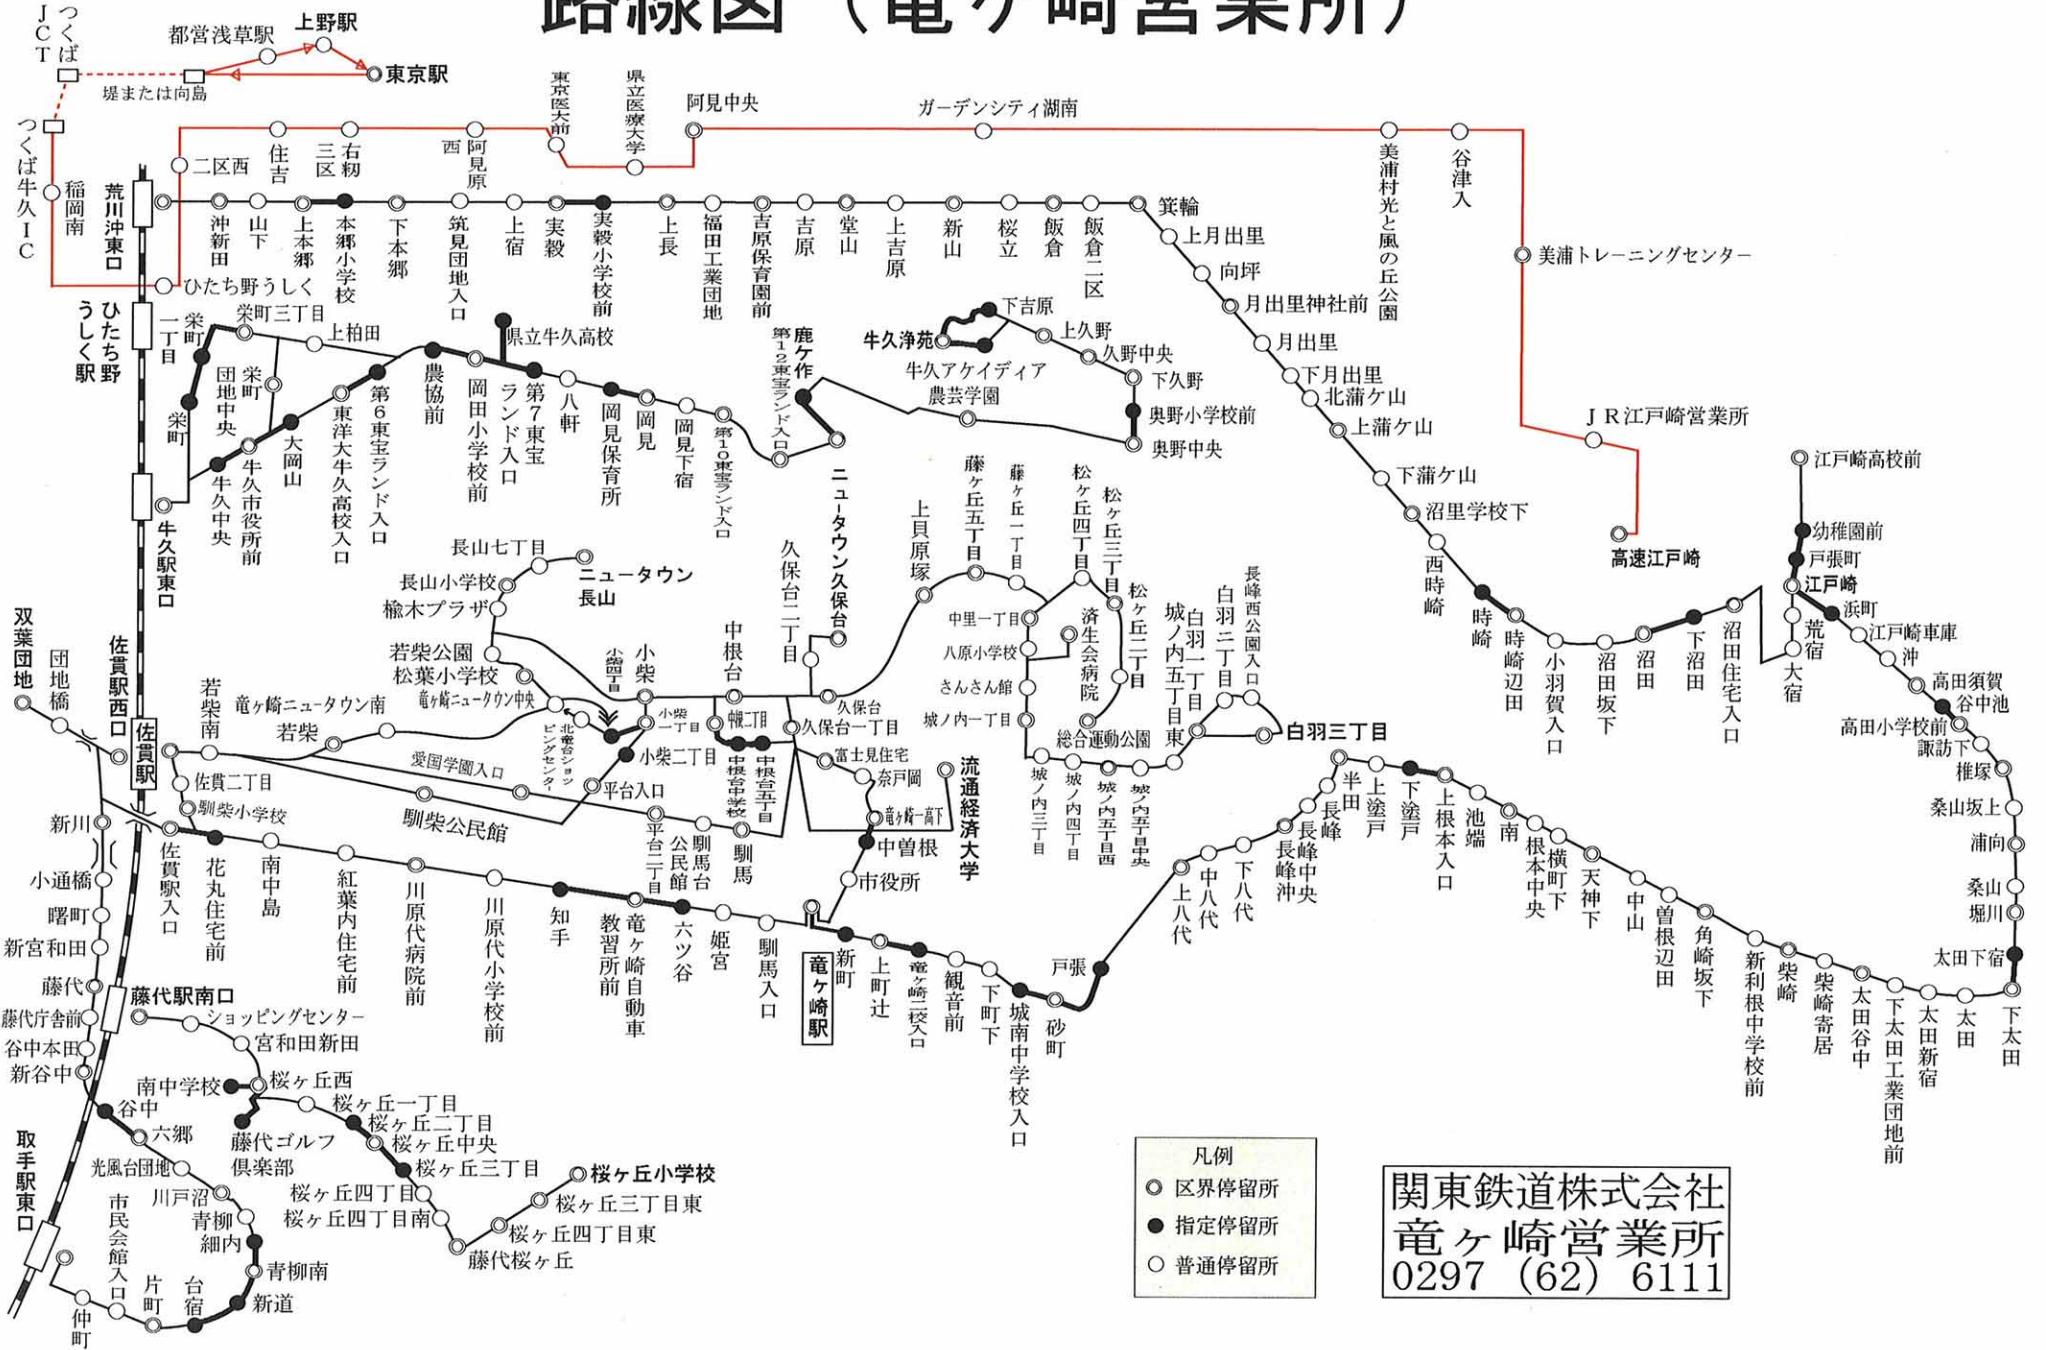 路線図（竜ケ崎営業所）
つくばJCT
都営浅草駅
上野駅
東京駅
堤または向島
つくば牛久IC
稲岡南
二区西
住吉
右籾三区
阿見原西
東京医大前
県立医療大学
阿見中央
ガーデンシティ湖南
美浦村光と風の丘公園
谷津入
美浦トレーニングセンター
JR江戸崎営業所
高速江戸崎
ひたち野うしく
荒川沖東口
沖新田
山下
上本郷
本郷小学校
下本郷
筑見団地入口
上宿
実穀
実穀小学校前
上長
福田工業団地
吉原保育園前
吉原
堂山
上吉原
新山
桜立
飯倉
飯倉二区
箕輪
上月出里
向坪
月出里神社前
月出里
下月出里
北蒲ケ山
上蒲ケ山
下蒲ケ山
沼里学校下
西時崎
時崎
時崎辺田
小羽賀入口
沼田坂下
沼田
下沼田
沼田住宅入口
大宿
荒宿
江戸崎
戸張町
幼稚園前
江戸崎高校前
浜町
江戸崎車庫
沖
高田須賀
谷中池
高田小学校前
諏訪下
椎塚
桑山坂上
浦向
桑山
堀川
太田下宿
下太田
ひたち野うしく駅
栄町一丁目
栄町三丁目
上柏田
栄町
栄町団地中央
牛久駅東口
牛久中央
牛久市役所前
大岡山
東洋大牛久高校入口
第6東宝ランド入口
農協前
岡田小学校前
県立牛久高校
第7東宝ランド入口
八軒
岡見保育所
岡見
岡見下宿
第10東宝ランド入口
第12東宝ランド入口
鹿ケ作
農芸学園
奥野中央
奥野小学校前
下久野
久野中央
上久野
下吉原
牛久浄苑
牛久アケイディア
双葉団地
団地橋
佐貫駅西口
佐貫駅
若柴南
若柴
竜ヶ崎ニュータウン南
竜ヶ崎ニュータウン中央
松葉小学校
若柴公園
楡木プラザ
長山小学校
長山七丁目
ニュータウン長山
北竜台ショッピングセンター
小柴四丁目
小柴
小柴一丁目
小柴二丁目
平台入口
愛国学園入口
馴柴公民館
中根台
中根二丁目
中根台中学校
中根台五丁目
久保台二丁目
ニュータウン久保台
久保台
久保台一丁目
富士見住宅
奈戸岡
竜ヶ崎一高下
中曽根
市役所
流通経済大学
上貝原塚
藤ヶ丘五丁目
藤ヶ丘一丁目
松ヶ丘四丁目
松ヶ丘三丁目
松ヶ丘二丁目
総合運動公園
中里一丁目
八原小学校
済生会病院
さんさん館
城ノ内一丁目
城ノ内三丁目
城ノ内四丁目
城ノ内五丁目西
城ノ内五丁目中央
城ノ内五丁目東
白羽一丁目
白羽二丁目
長峰西公園入口
白羽三丁目
佐貫二丁目
馴柴小学校
佐貫駅入口
花丸住宅前
南中島
紅葉内住宅前
川原代病院前
川原代小学校前
知手
竜ヶ崎自動車教習所前
六ツ谷
姫宮
馴馬入口
平台二丁目
馴馬台公民館
馴馬
竜ヶ崎駅
新町
上町辻
竜ヶ崎二校入口
観音前
下町下
城南中学校入口
砂町
戸張
上八代
中八代
下八代
長峰沖
長峰中央
長峰
半田
上塗戸
下塗戸
上根本入口
池端
南
根本中央
横町下
天神下
中山
曽根辺田
角崎坂下
新利根中学校前
柴崎
柴崎寄居
太田谷中
下太田工業団地前
太田新宿
太田
新川
小通橋
曙町
新宮和田
藤代
藤代庁舎前
谷中本田
新谷中
谷中
六郷
光風台団地
川戸沼
青柳
細内
青柳南
新道
台宿
片町
市民会館入口
仲町
取手駅東口
藤代駅南口
ショッピングセンター
宮和田新田
南中学校
桜ヶ丘西
藤代ゴルフ倶楽部
桜ヶ丘一丁目
桜ヶ丘二丁目
桜ヶ丘中央
桜ヶ丘三丁目
桜ヶ丘四丁目
桜ヶ丘四丁目南
藤代桜ヶ丘
桜ヶ丘四丁目東
桜ヶ丘三丁目東
桜ヶ丘小学校
凡例
区界停留所
指定停留所
普通停留所
関東鉄道株式会社
竜ヶ崎営業所
0297（62）6111